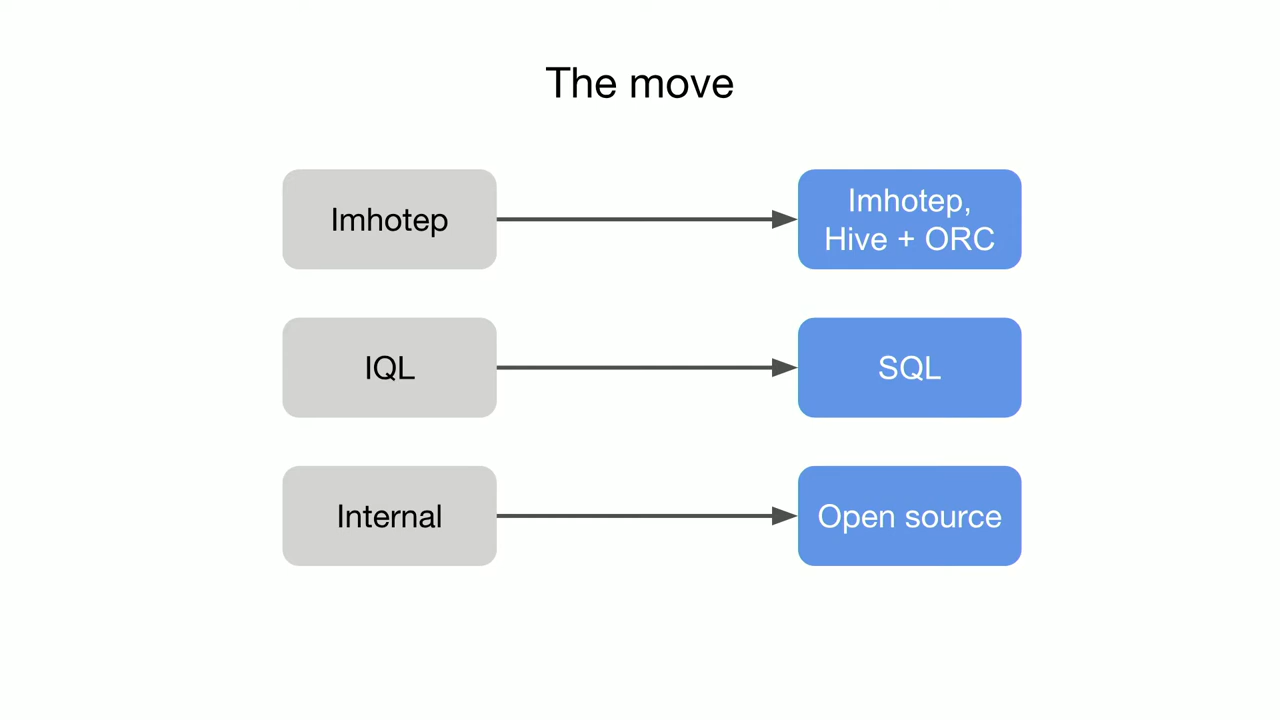 The move
Imhotep
Imhotep,
Hive + ORC
IQL
SQL
Internal
Open source